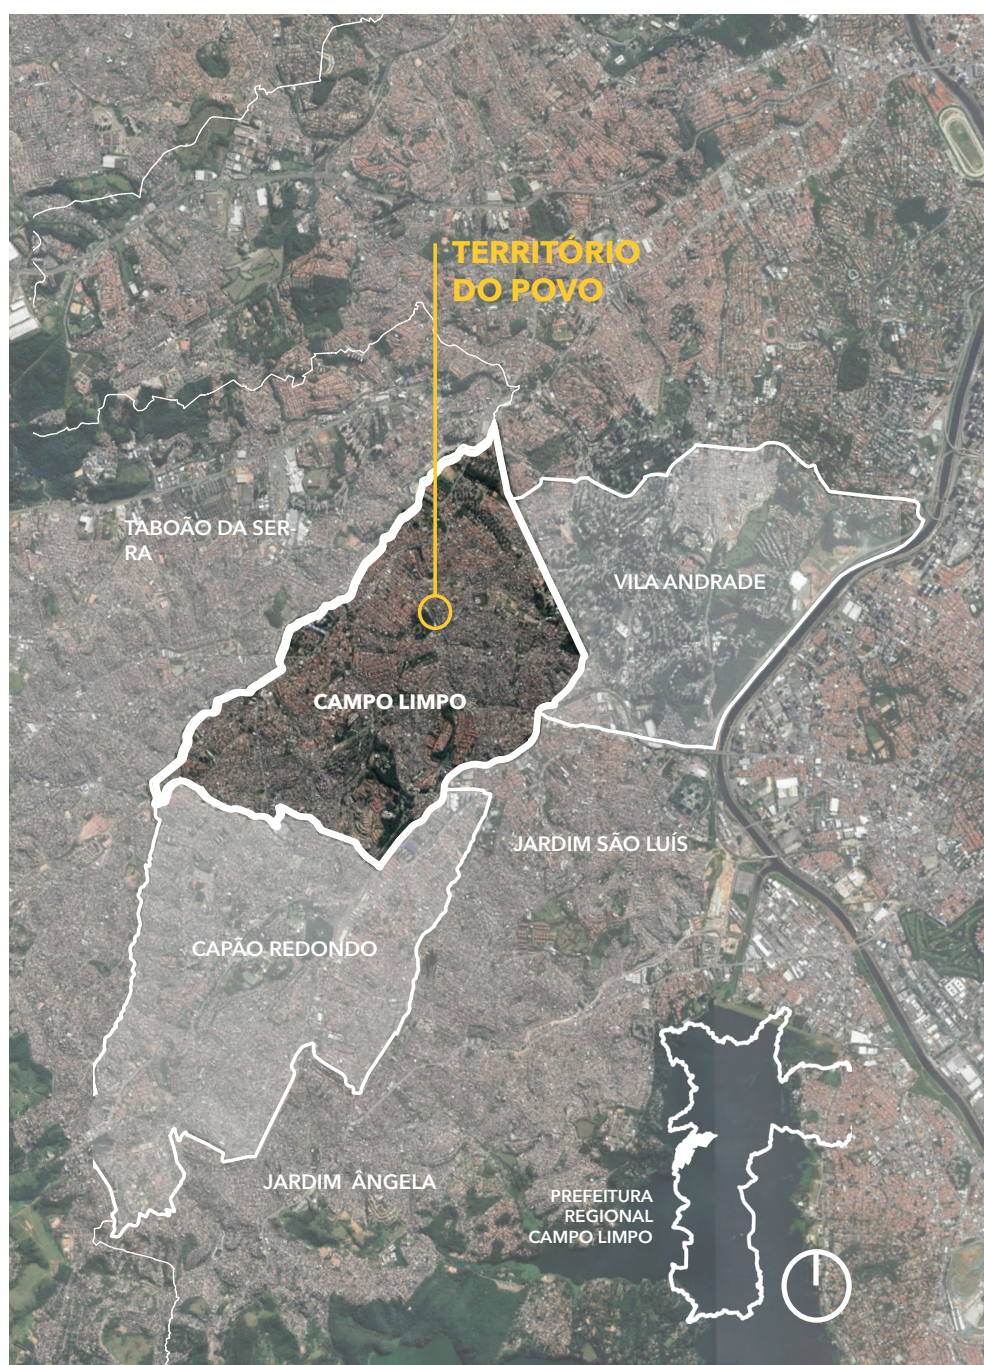 TERRITÓRIO
DO POVO
TABOÃO DA SER-
RA
VILA ANDRADE
CAMPO LIMPO
JARDIM SÃO LUÍS
CAPÃO REDONDO
JARDIM ÂNGELA
PREFEITURA
REGIONAL
CAMPO LIMPO